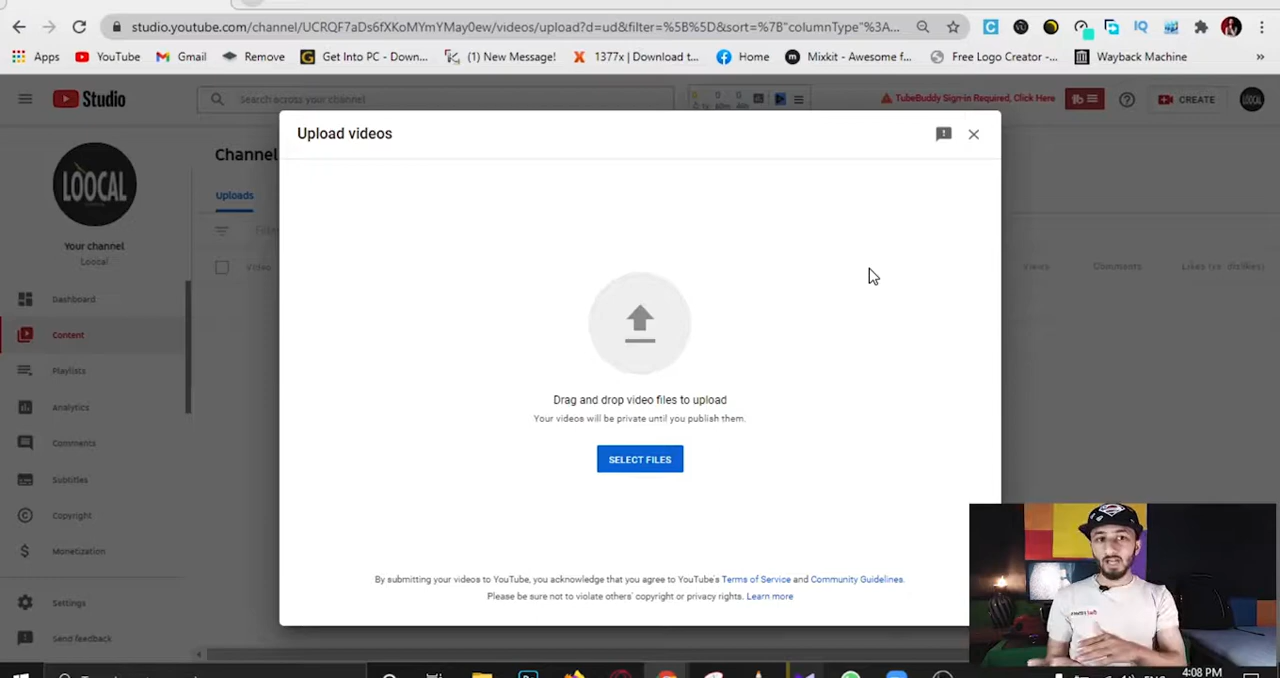 studio.youtube.com/channel/UCRQF7aDs6fXKoMYmYMay0ew/videos/upload?d=ud&filter=%5B%5D&sort=%7B"columnType"%3A...
Apps YouTube Gmail Remove Get Into PC - Down... (1) New Message! 1377x | Download t... Home Mixkit - Awesome f... Free Logo Creator -... Wayback Machine »
Studio Search across your channel TubeBuddy Sign-in Required, Click Here CREATE
Upload videos
LOOCAL
Channel
Uploads
Your channel
Loocal
Video Views Comments Likes (vs. dislikes)
Dashboard
Content
Playlists
Analytics
Comments
Subtitles
Copyright
Monetization
Settings
Send feedback
Drag and drop video files to upload
Your videos will be private until you publish them.
SELECT FILES
By submitting your videos to YouTube, you acknowledge that you agree to YouTube's Terms of Service and Community Guidelines.
Please be sure not to violate others' copyright or privacy rights. Learn more
4:08 PM